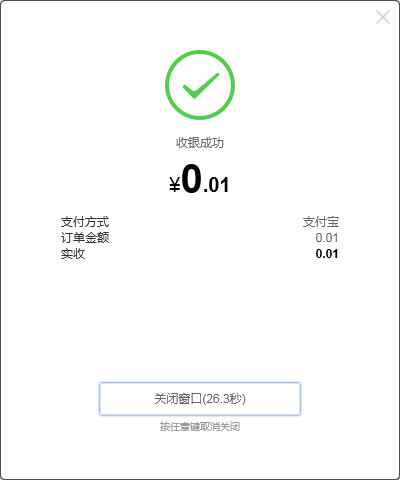 收银成功
¥0.01
支付方式 支付宝
订单金额 0.01
实收 0.01
关闭窗口(26.3秒)
按任意键取消关闭